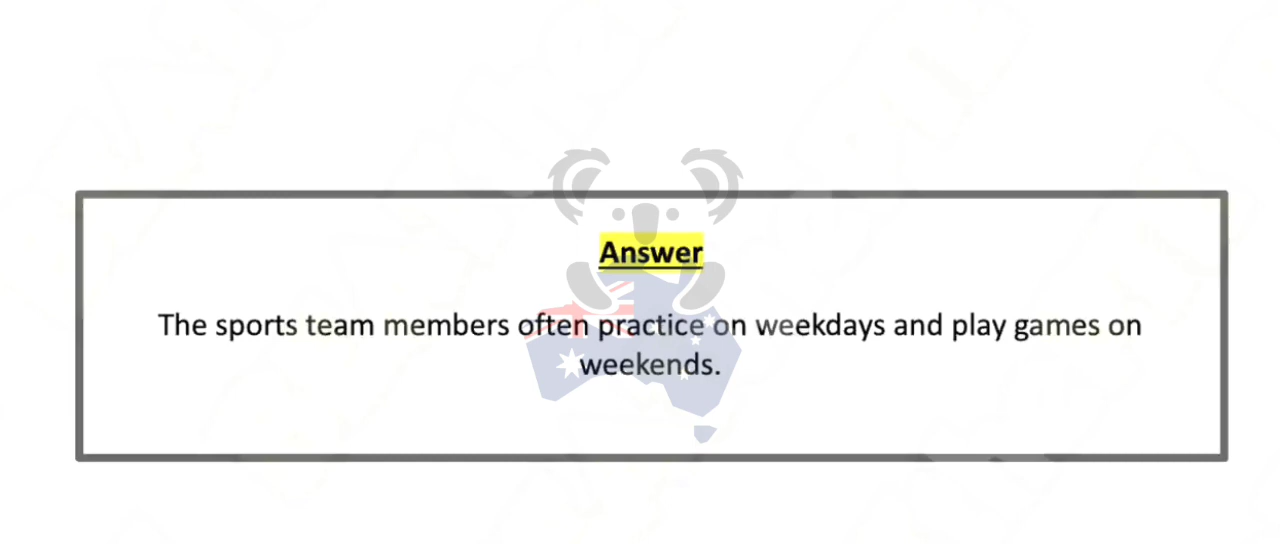 Answer
The sports team members often practice on weekdays and play games on
weekends.